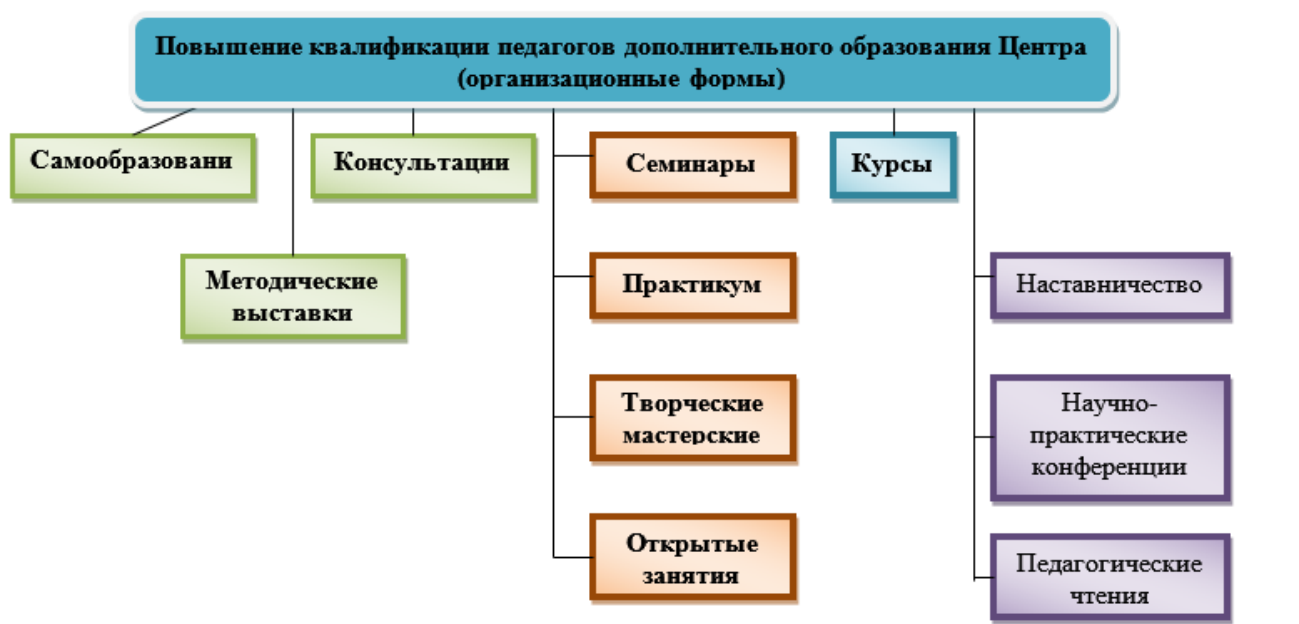 Повышение квалификации педагогов дополнительного образования Центра
(организационные формы)
Самообразовани
Консультации
Семинары
Курсы
Методические
выставки
Практикум
Наставничество
Творческие
мастерские
Научно-
практические
конференции
Открытые
занятия
Педагогические
чтения